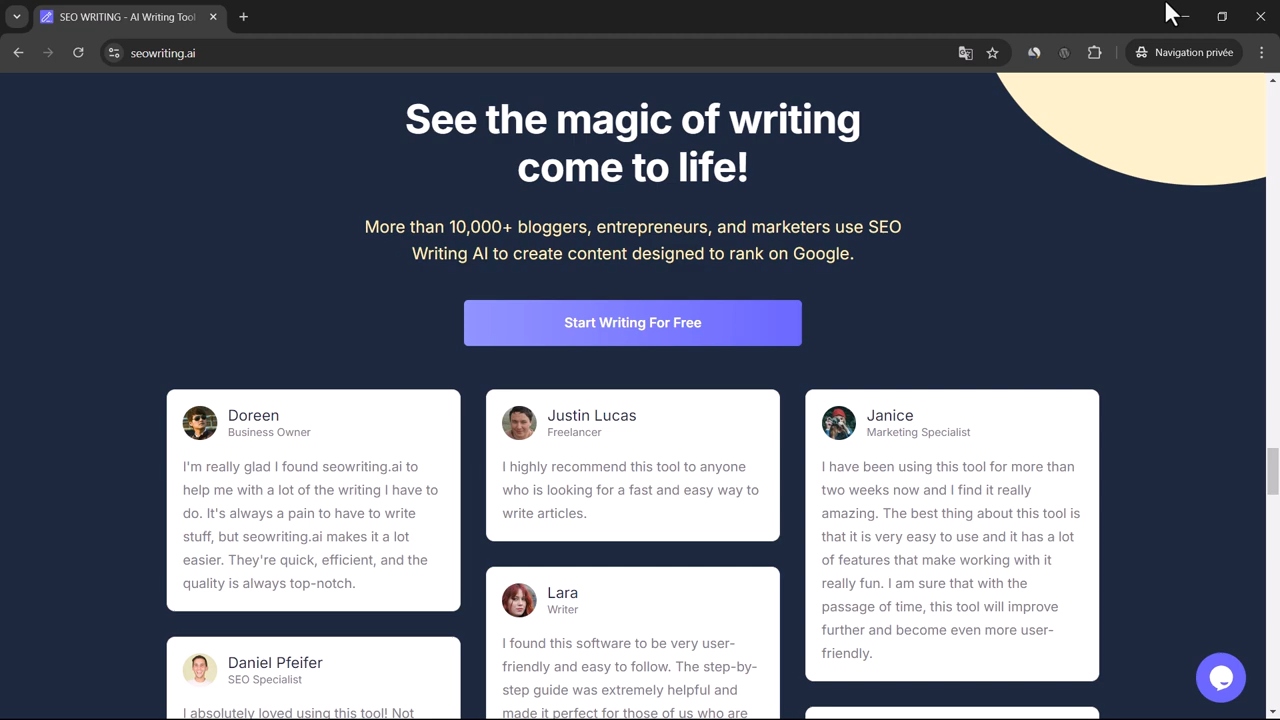 SEO WRITING - AI Writing Tool
seowriting.ai
Navigation privée
See the magic of writing
come to life!
More than 10,000+ bloggers, entrepreneurs, and marketers use SEO
Writing AI to create content designed to rank on Google.
Start Writing For Free
Doreen
Business Owner
I'm really glad I found seowriting.ai to
help me with a lot of the writing I have to
do. It's always a pain to have to write
stuff, but seowriting.ai makes it a lot
easier. They're quick, efficient, and the
quality is always top-notch.
Daniel Pfeifer
SEO Specialist
I absolutely loved using this tool! Not
Justin Lucas
Freelancer
I highly recommend this tool to anyone
who is looking for a fast and easy way to
write articles.
Lara
Writer
I found this software to be very user-
friendly and easy to follow. The step-by-
step guide was extremely helpful and
made it perfect for those of us who are
Janice
Marketing Specialist
I have been using this tool for more than
two weeks now and I find it really
amazing. The best thing about this tool is
that it is very easy to use and it has a lot
of features that make working with it
really fun. I am sure that with the
passage of time, this tool will improve
further and become even more user-
friendly.